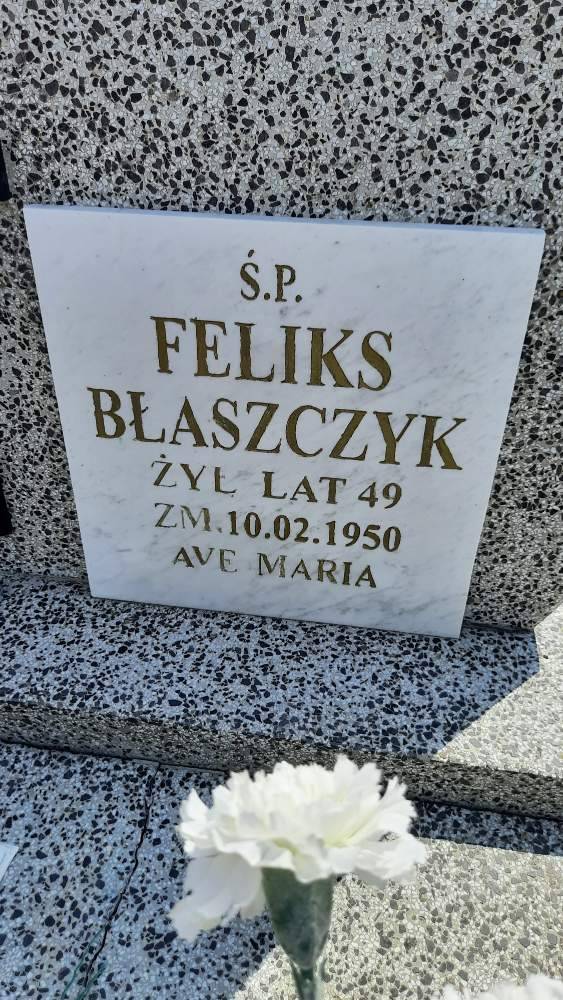 Ś.P.
FELIKS
BŁASZCZYK
ŻYŁ LAT 49
ZM.10.02.1950
AVE MARIA